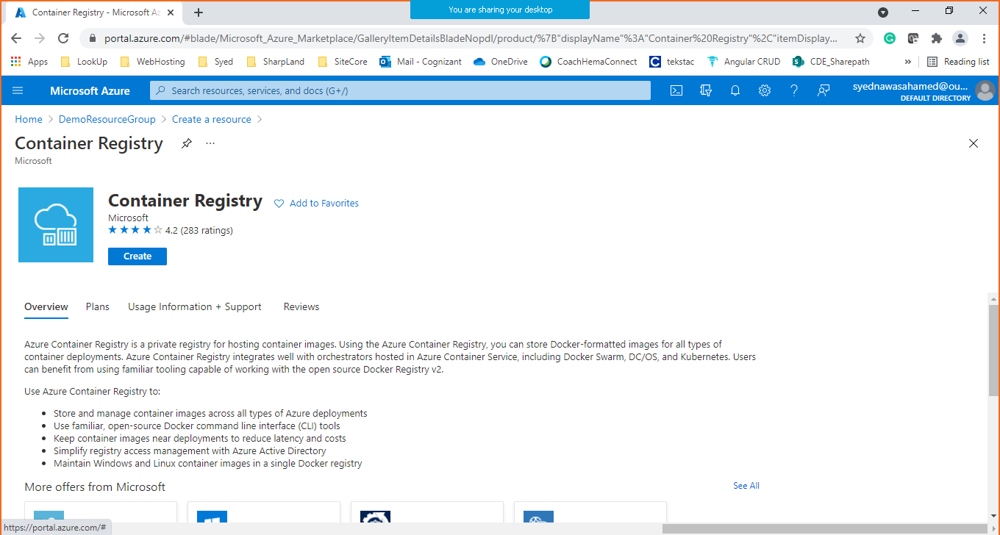 Container Registry - Microsoft Az
You are sharing your desktop
portal.azure.com/#blade/Microsoft_Azure_Marketplace/GalleryItemDetailsBladeNopdl/product/%7B"displayName"%3A"Container%20Registry"%2C"itemDisplay...
Apps LookUp WebHosting Syed SharpLand SiteCore Mail - Cognizant OneDrive CoachHemaConnect tekstac Angular CRUD CDE_Sharepath » Reading list
Microsoft Azure
Search resources, services, and docs (G+/)
syednawasahamed@ou...
DEFAULT DIRECTORY
Home > DemoResourceGroup > Create a resource >
Container Registry ...
Microsoft
Container Registry
Add to Favorites
Microsoft
4.2 (283 ratings)
Create
Overview Plans Usage Information + Support Reviews
Azure Container Registry is a private registry for hosting container images. Using the Azure Container Registry, you can store Docker-formatted images for all types of
container deployments. Azure Container Registry integrates well with orchestrators hosted in Azure Container Service, including Docker Swarm, DC/OS, and Kubernetes. Users
can benefit from using familiar tooling capable of working with the open source Docker Registry v2.
Use Azure Container Registry to:
• Store and manage container images across all types of Azure deployments
• Use familiar, open-source Docker command line interface (CLI) tools
• Keep container images near deployments to reduce latency and costs
• Simplify registry access management with Azure Active Directory
• Maintain Windows and Linux container images in a single Docker registry
More offers from Microsoft
See All
https://portal.azure.com/#